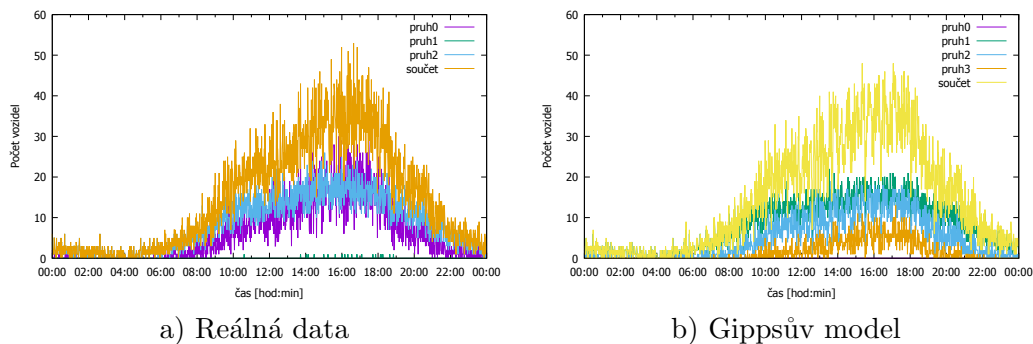 60
50
40
30
20
10
0
Počet vozidel
pruh0
pruh1
pruh2
součet
00:00 02:00 04:00 06:00 08:00 10:00 12:00 14:00 16:00 18:00 20:00 22:00 00:00
čas [hod:min]
a) Reálná data
60
50
40
30
20
10
0
Počet vozidel
pruh0
pruh1
pruh2
pruh3
součet
00:00 02:00 04:00 06:00 08:00 10:00 12:00 14:00 16:00 18:00 20:00 22:00 00:00
čas [hod:min]
b) Gippsův model